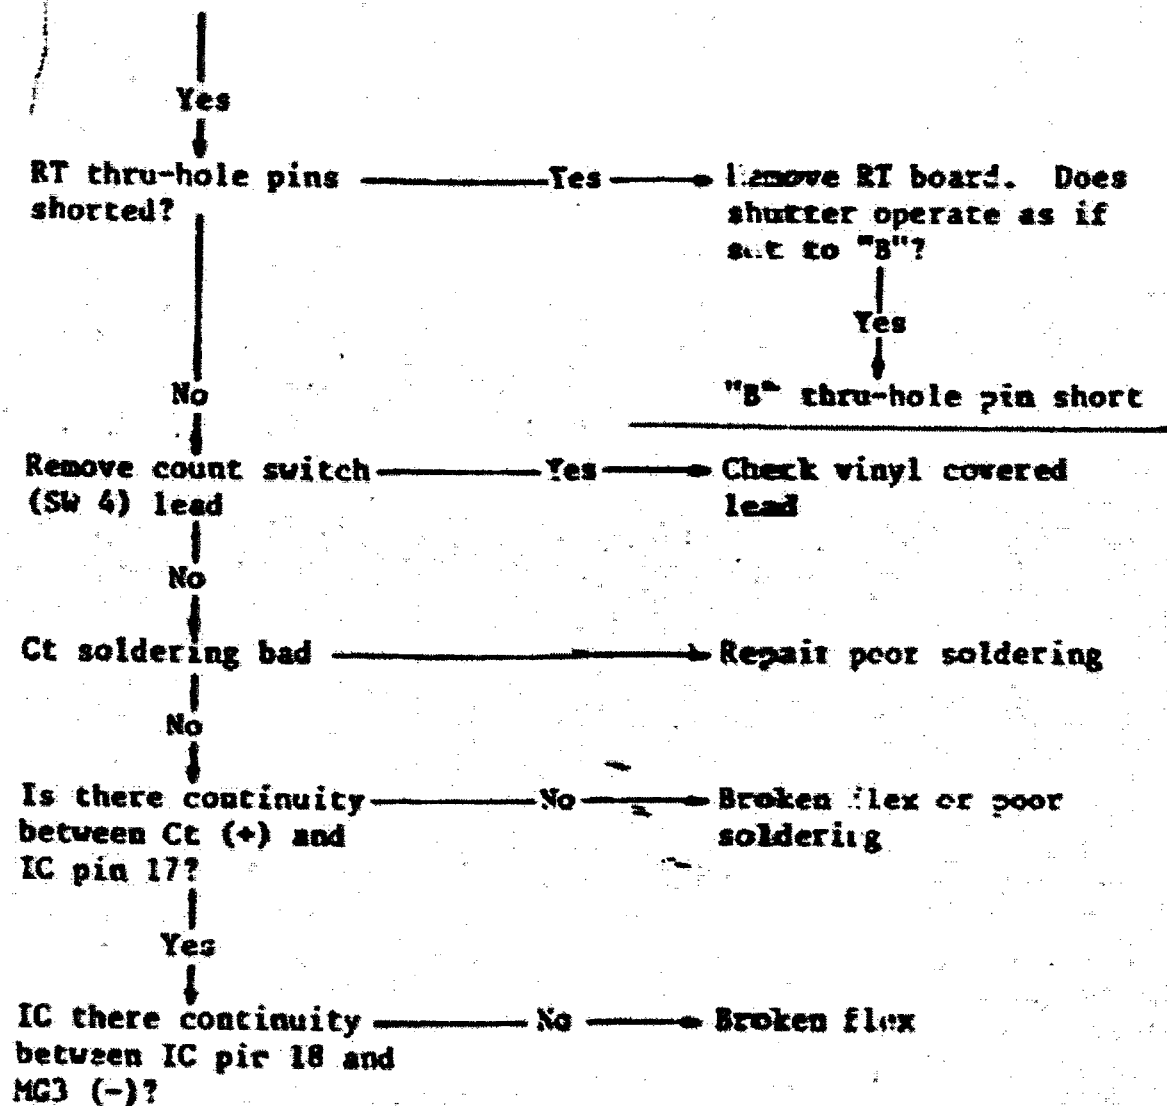 Yes
RT thru-hole pins
shorted?
Yes
Remove RT board. Does
shutter operate as if
set to "B"?
Yes
"B" thru-hole pin short
No
Remove count switch
(SW 4) lead
Yes
Check vinyl covered
lead
No
Ct soldering bad
Repair poor soldering
No
Is there continuity
between Ct (+) and
IC pin 17?
No
Broken flex or poor
soldering
Yes
IC there continuity
between IC pin 18 and
MG3 (-)?
No
Broken flex